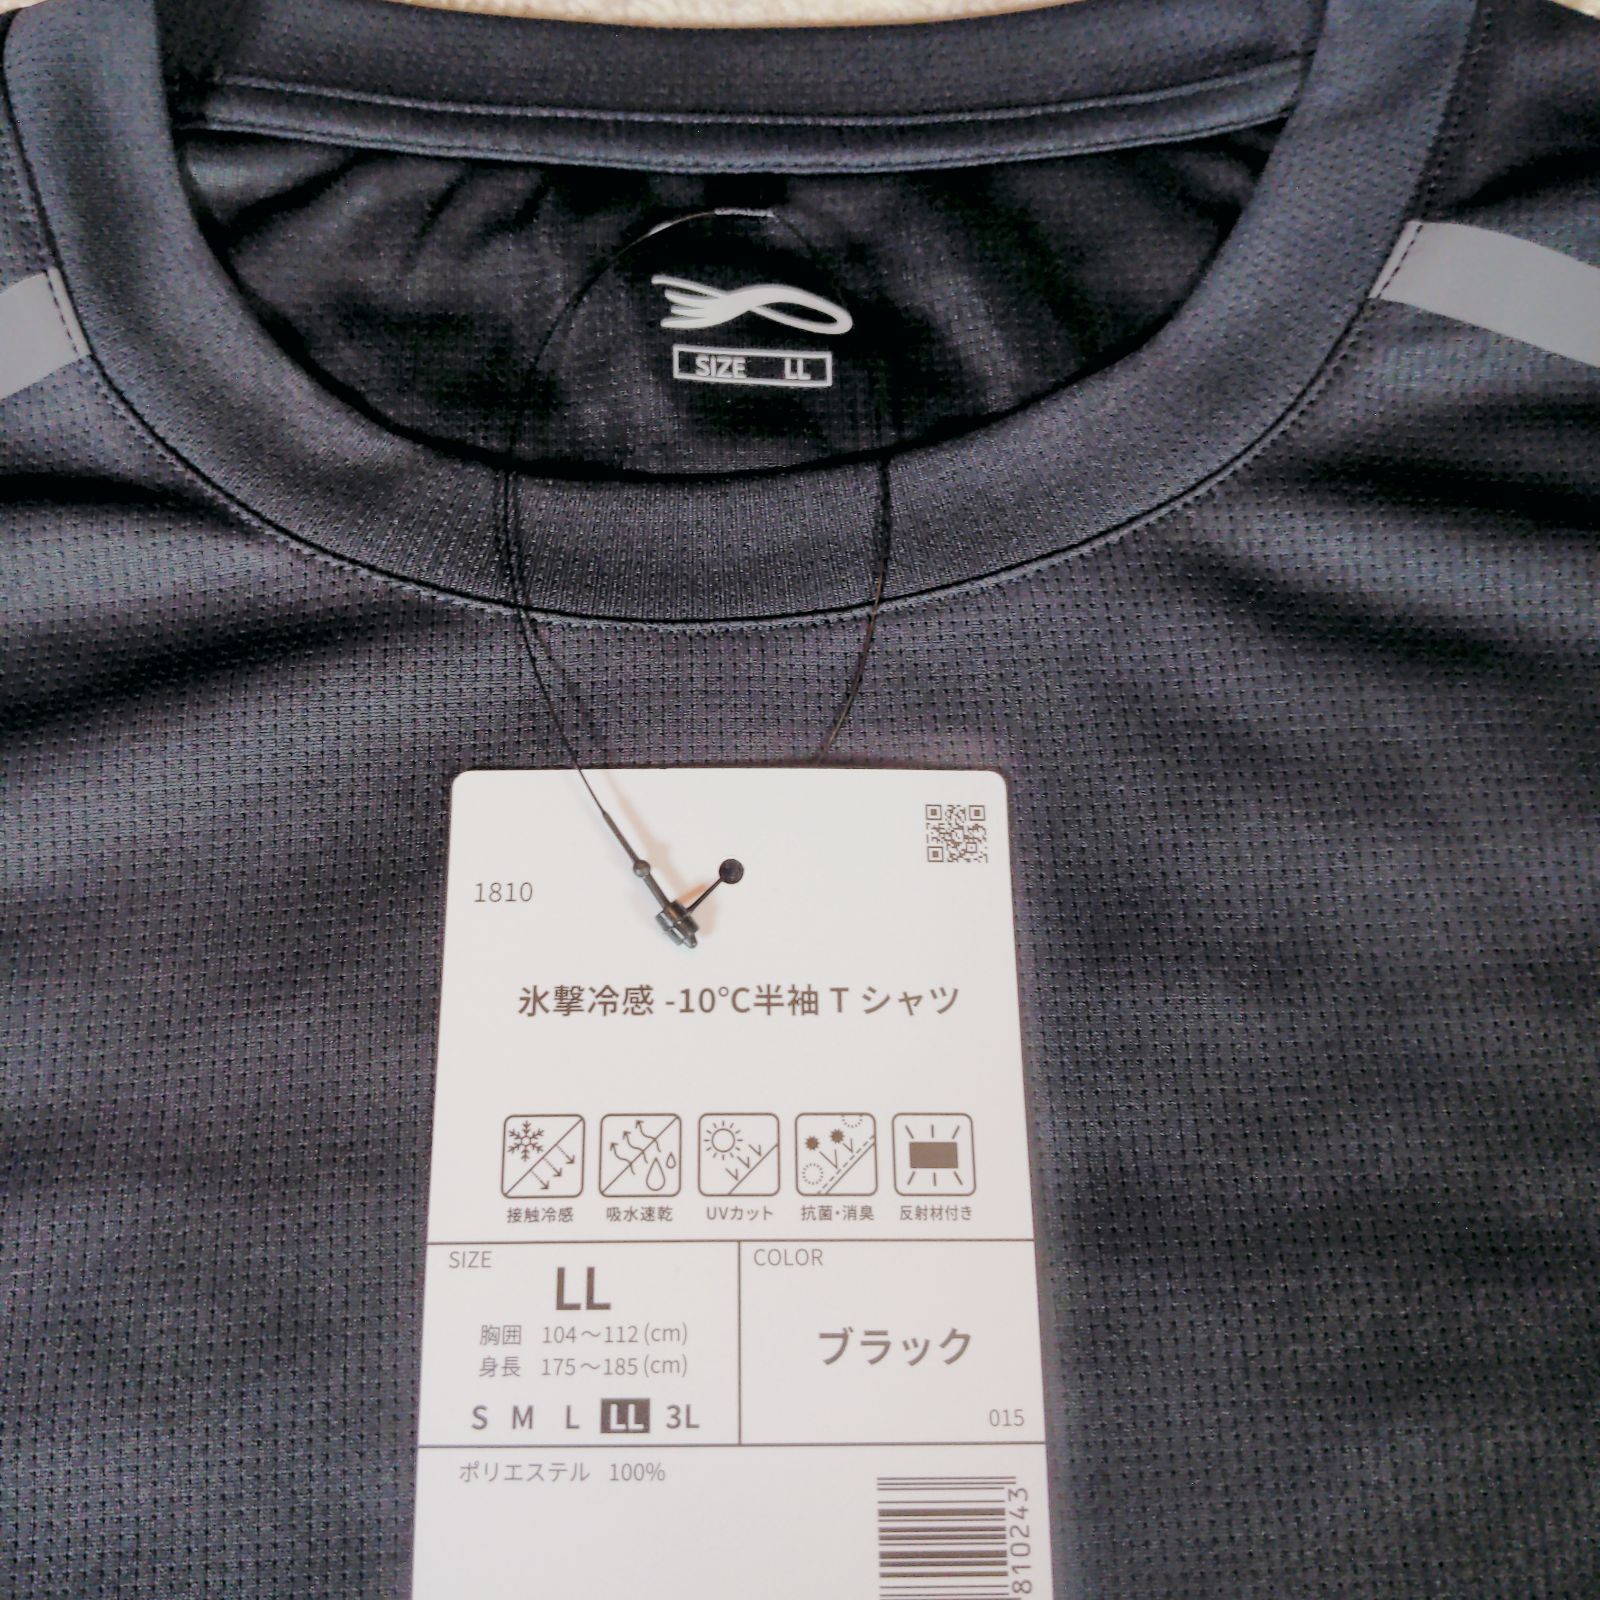 SIZE LL
1810
氷撃冷感 -10℃半袖 T シャツ
接触冷感 吸水速乾 UVカット 抗菌・消臭 反射材付き
SIZE
LL
胸囲 104～112(cm)
身長 175～185(cm)
S M L LL 3L
COLOR
ブラック
015
ポリエステル 100%
810243